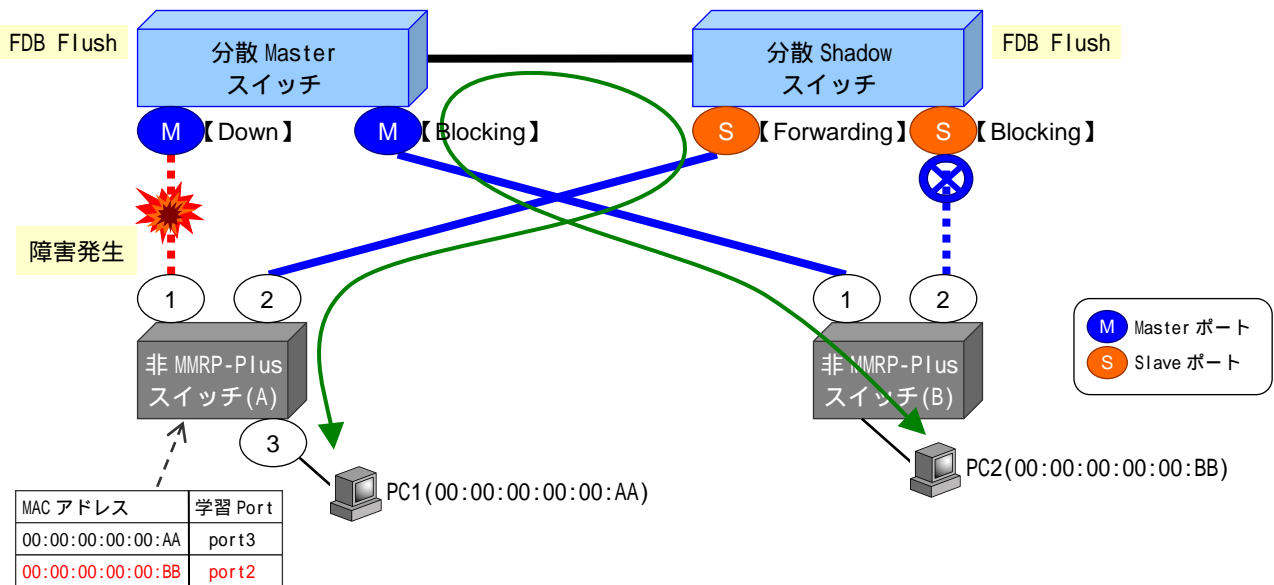 FDB Flush
分散 Master
スイッチ
分散 Shadow
スイッチ
FDB Flush
M【Down】
M【Blocking】
S【Forwarding】
S【Blocking】
障害発生
1
2
1
2
非 MMRP-Plus
スイッチ(A)
非 MMRP-Plus
スイッチ(B)
M Master ポート
S Slave ポート
3
PC1(00:00:00:00:00:AA)
PC2(00:00:00:00:00:BB)
MAC アドレス 学習 Port
00:00:00:00:00:AA port3
00:00:00:00:00:BB port2